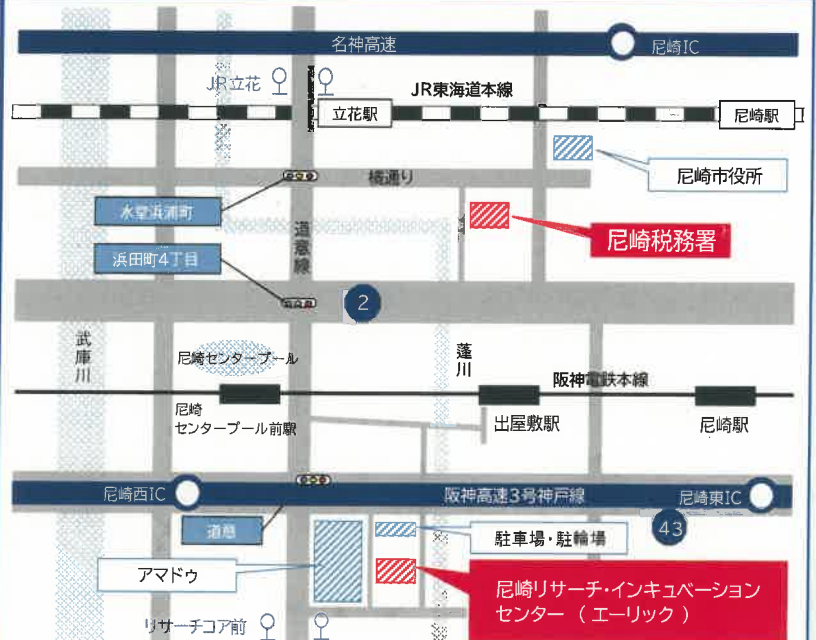 名神高速
尼崎IC
JR立花
JR東海道本線
立花駅
尼崎駅
尼崎市役所
橘通り
水堂浜浦町
道意線
尼崎税務署
浜田町4丁目
2
武庫川
尼崎センタープール
蓬川
阪神電鉄本線
尼崎
センタープール前駅
出屋敷駅
尼崎駅
尼崎西IC
阪神高速3号神戸線
尼崎東IC
道意
43
駐車場・駐輪場
アマドゥ
尼崎リサーチ・インキュベーション
センター（エーリック）
リサーチコア前